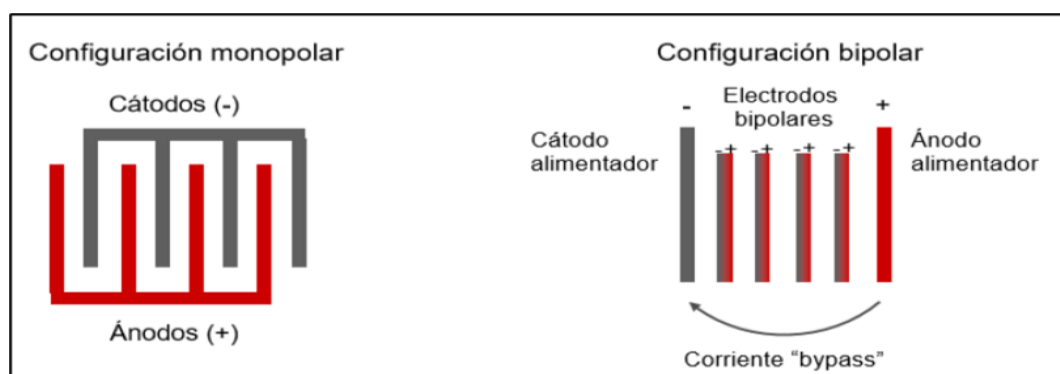 Configuración monopolar
Cátodos (-)
Ánodos (+)
Configuración bipolar
- Electrodos bipolares +
Cátodo alimentador
-+ -+ -+ -+
Ánodo alimentador
Corriente “bypass”